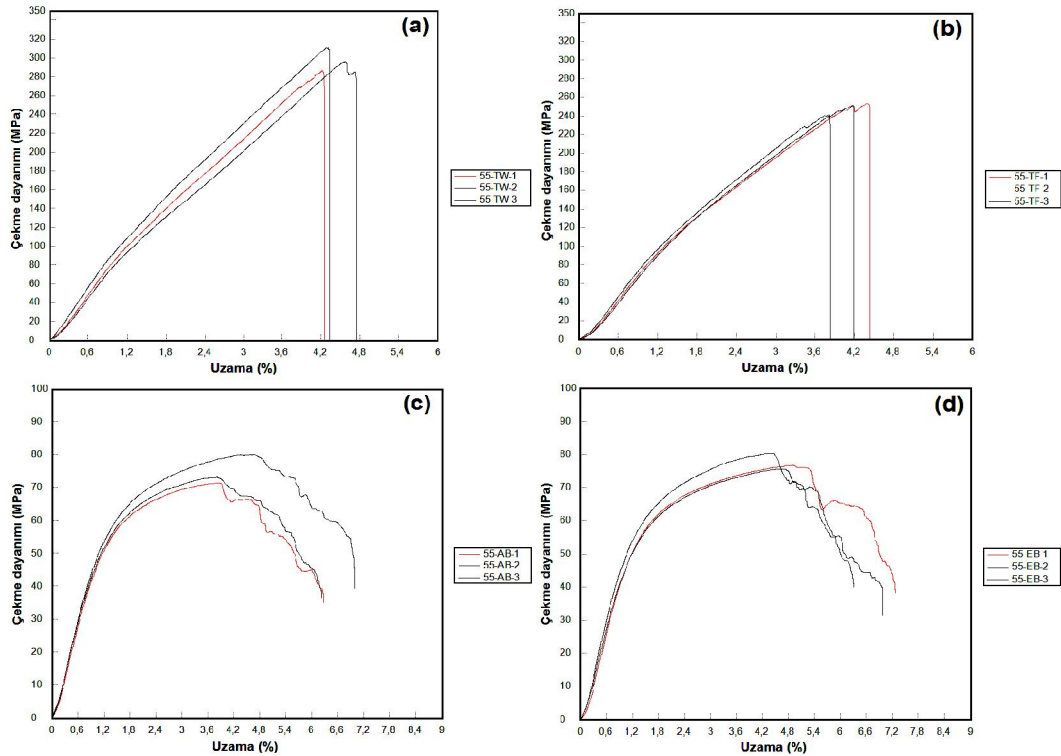 (a)
Çekme dayanımı (MPa)
350
320
300
280
260
240
220
200
180
160
140
120
100
80
60
40
20
0
0 0,6 1,2 1,8 2,4 3 3,6 4,2 4,8 5,4 6
Uzama (%)
55-TW-1
55-TW-2
55 TW 3
(b)
Çekme dayanımı (MPa)
350
320
300
280
260
240
220
200
180
160
140
120
100
80
60
40
20
0
0 0,6 1,2 1,8 2,4 3 3,6 4,2 4,8 5,4 6
Uzama (%)
55-TF-1
55 TF 2
55-TF-3
(c)
Çekme dayanımı (MPa)
100
90
80
70
60
50
40
30
20
10
0
0 0,6 1,2 1,8 2,4 3 3,6 4,2 4,8 5,4 6 6,6 7,2 7,8 8,4 9
Uzama (%)
55-AB-1
55-AB-2
55-AB-3
(d)
Çekme dayanımı (MPa)
100
90
80
70
60
50
40
30
20
10
0
0 0,6 1,2 1,8 2,4 3 3,6 4,2 4,8 5,4 6 6,6 7,2 7,8 8,4 9
Uzama (%)
55 EB 1
55-EB-2
55-EB-3